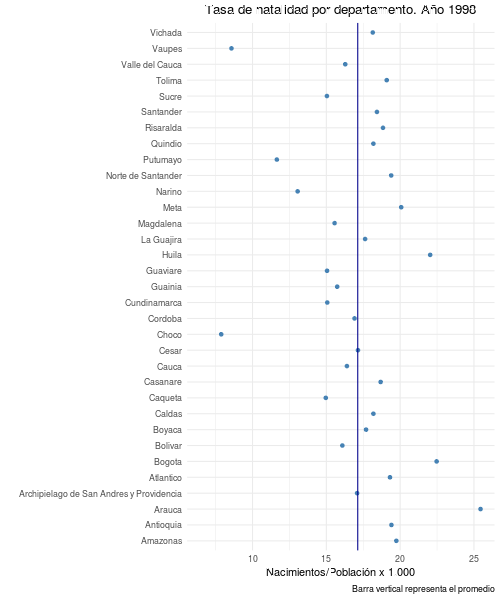 Tasa de natalidad por departamento. Año 1998
Vichada
Vaupes
Valle del Cauca
Tolima
Sucre
Santander
Risaralda
Quindio
Putumayo
Norte de Santander
Narino
Meta
Magdalena
La Guajira
Huila
Guaviare
Guainia
Cundinamarca
Cordoba
Choco
Cesar
Cauca
Casanare
Caqueta
Caldas
Boyaca
Bolivar
Bogota
Atlantico
Archipielago de San Andres y Providencia
Arauca
Antioquia
Amazonas
10 15 20 25
Nacimientos/Población x 1 000
Barra vertical representa el promedio